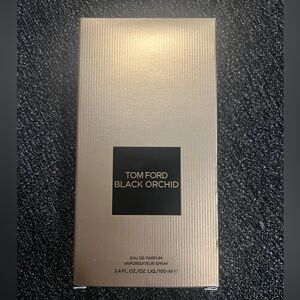 TOM FORD
BLACK ORCHID
EAU DE PARFUM
VAPORISATEUR SPRAY
3.4 FL.OZ./OZ. LIQ./100 ml ℮